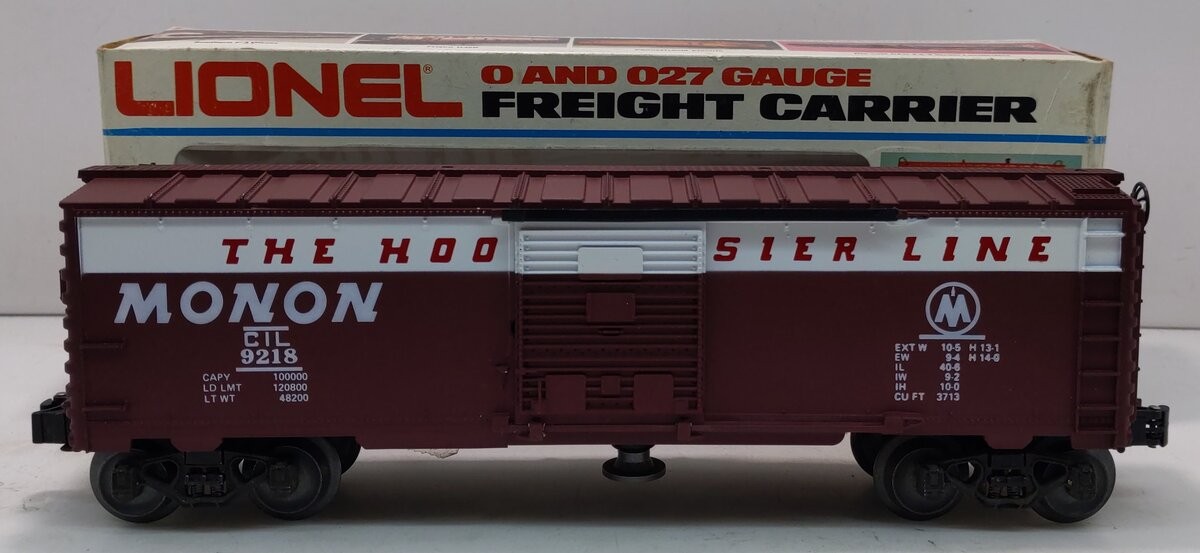 LIONEL®
O AND O27 GAUGE
FREIGHT CARRIER
THE HOOSIER LINE
MONON
CIL
9218
CAPY 100000
LD LMT 120800
LT WT 48200
M
EXT W 10-5 H 13-1
EW 9-4 H 14-0
IL 40-6
IW 9-2
IH 10-0
CU FT 3713